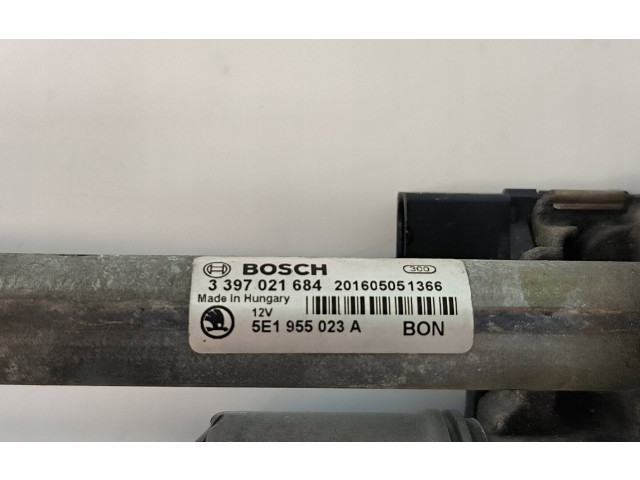 BOSCH 300
3 397 021 684 201605051366
Made in Hungary
12V
5E1 955 023 A BON